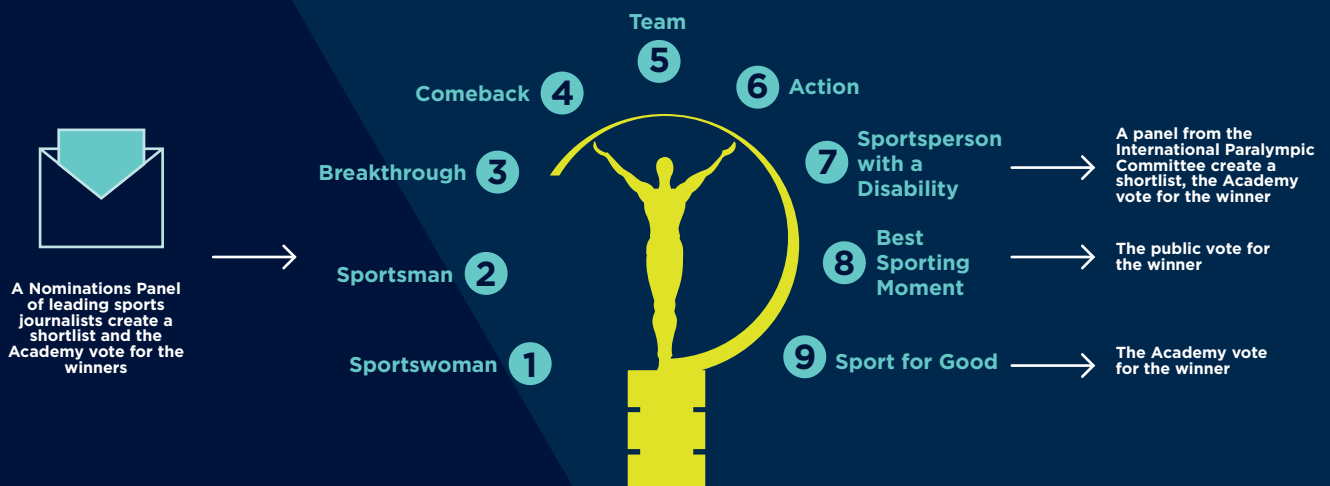 A Nominations Panel
of leading sports
journalists create a
shortlist and the
Academy vote for the
winners
Sportswoman 1
Sportsman 2
Breakthrough 3
Comeback 4
Team
5
6 Action
7 Sportsperson
with a
Disability
A panel from the
International Paralympic
Committee create a
shortlist, the Academy
vote for the winner
8 Best
Sporting
Moment
The public vote for
the winner
9 Sport for Good
The Academy vote
for the winner